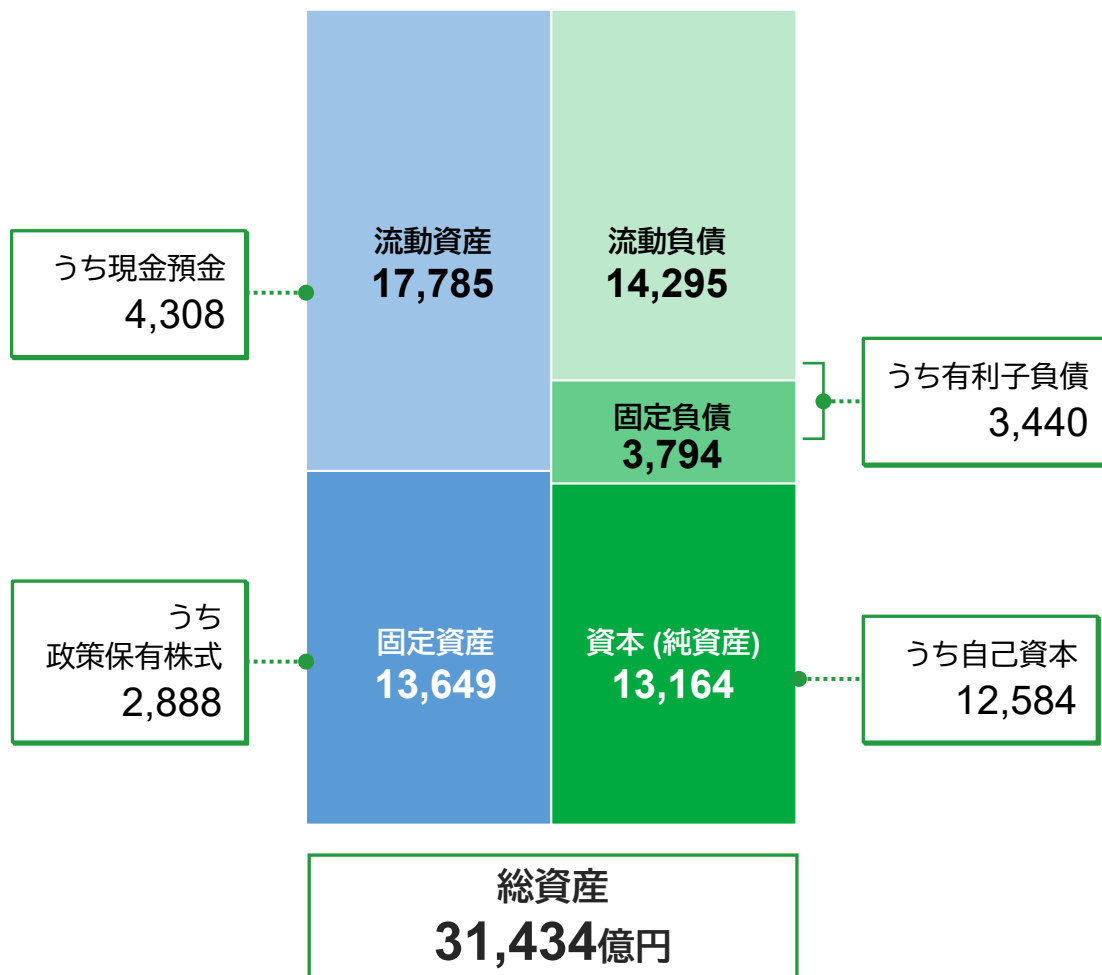 流動資産
17,785
流動負債
14,295
うち現金預金
4,308
うち有利子負債
3,440
固定負債
3,794
うち
政策保有株式
2,888
固定資産
13,649
資本 (純資産)
13,164
うち自己資本
12,584
総資産
31,434億円